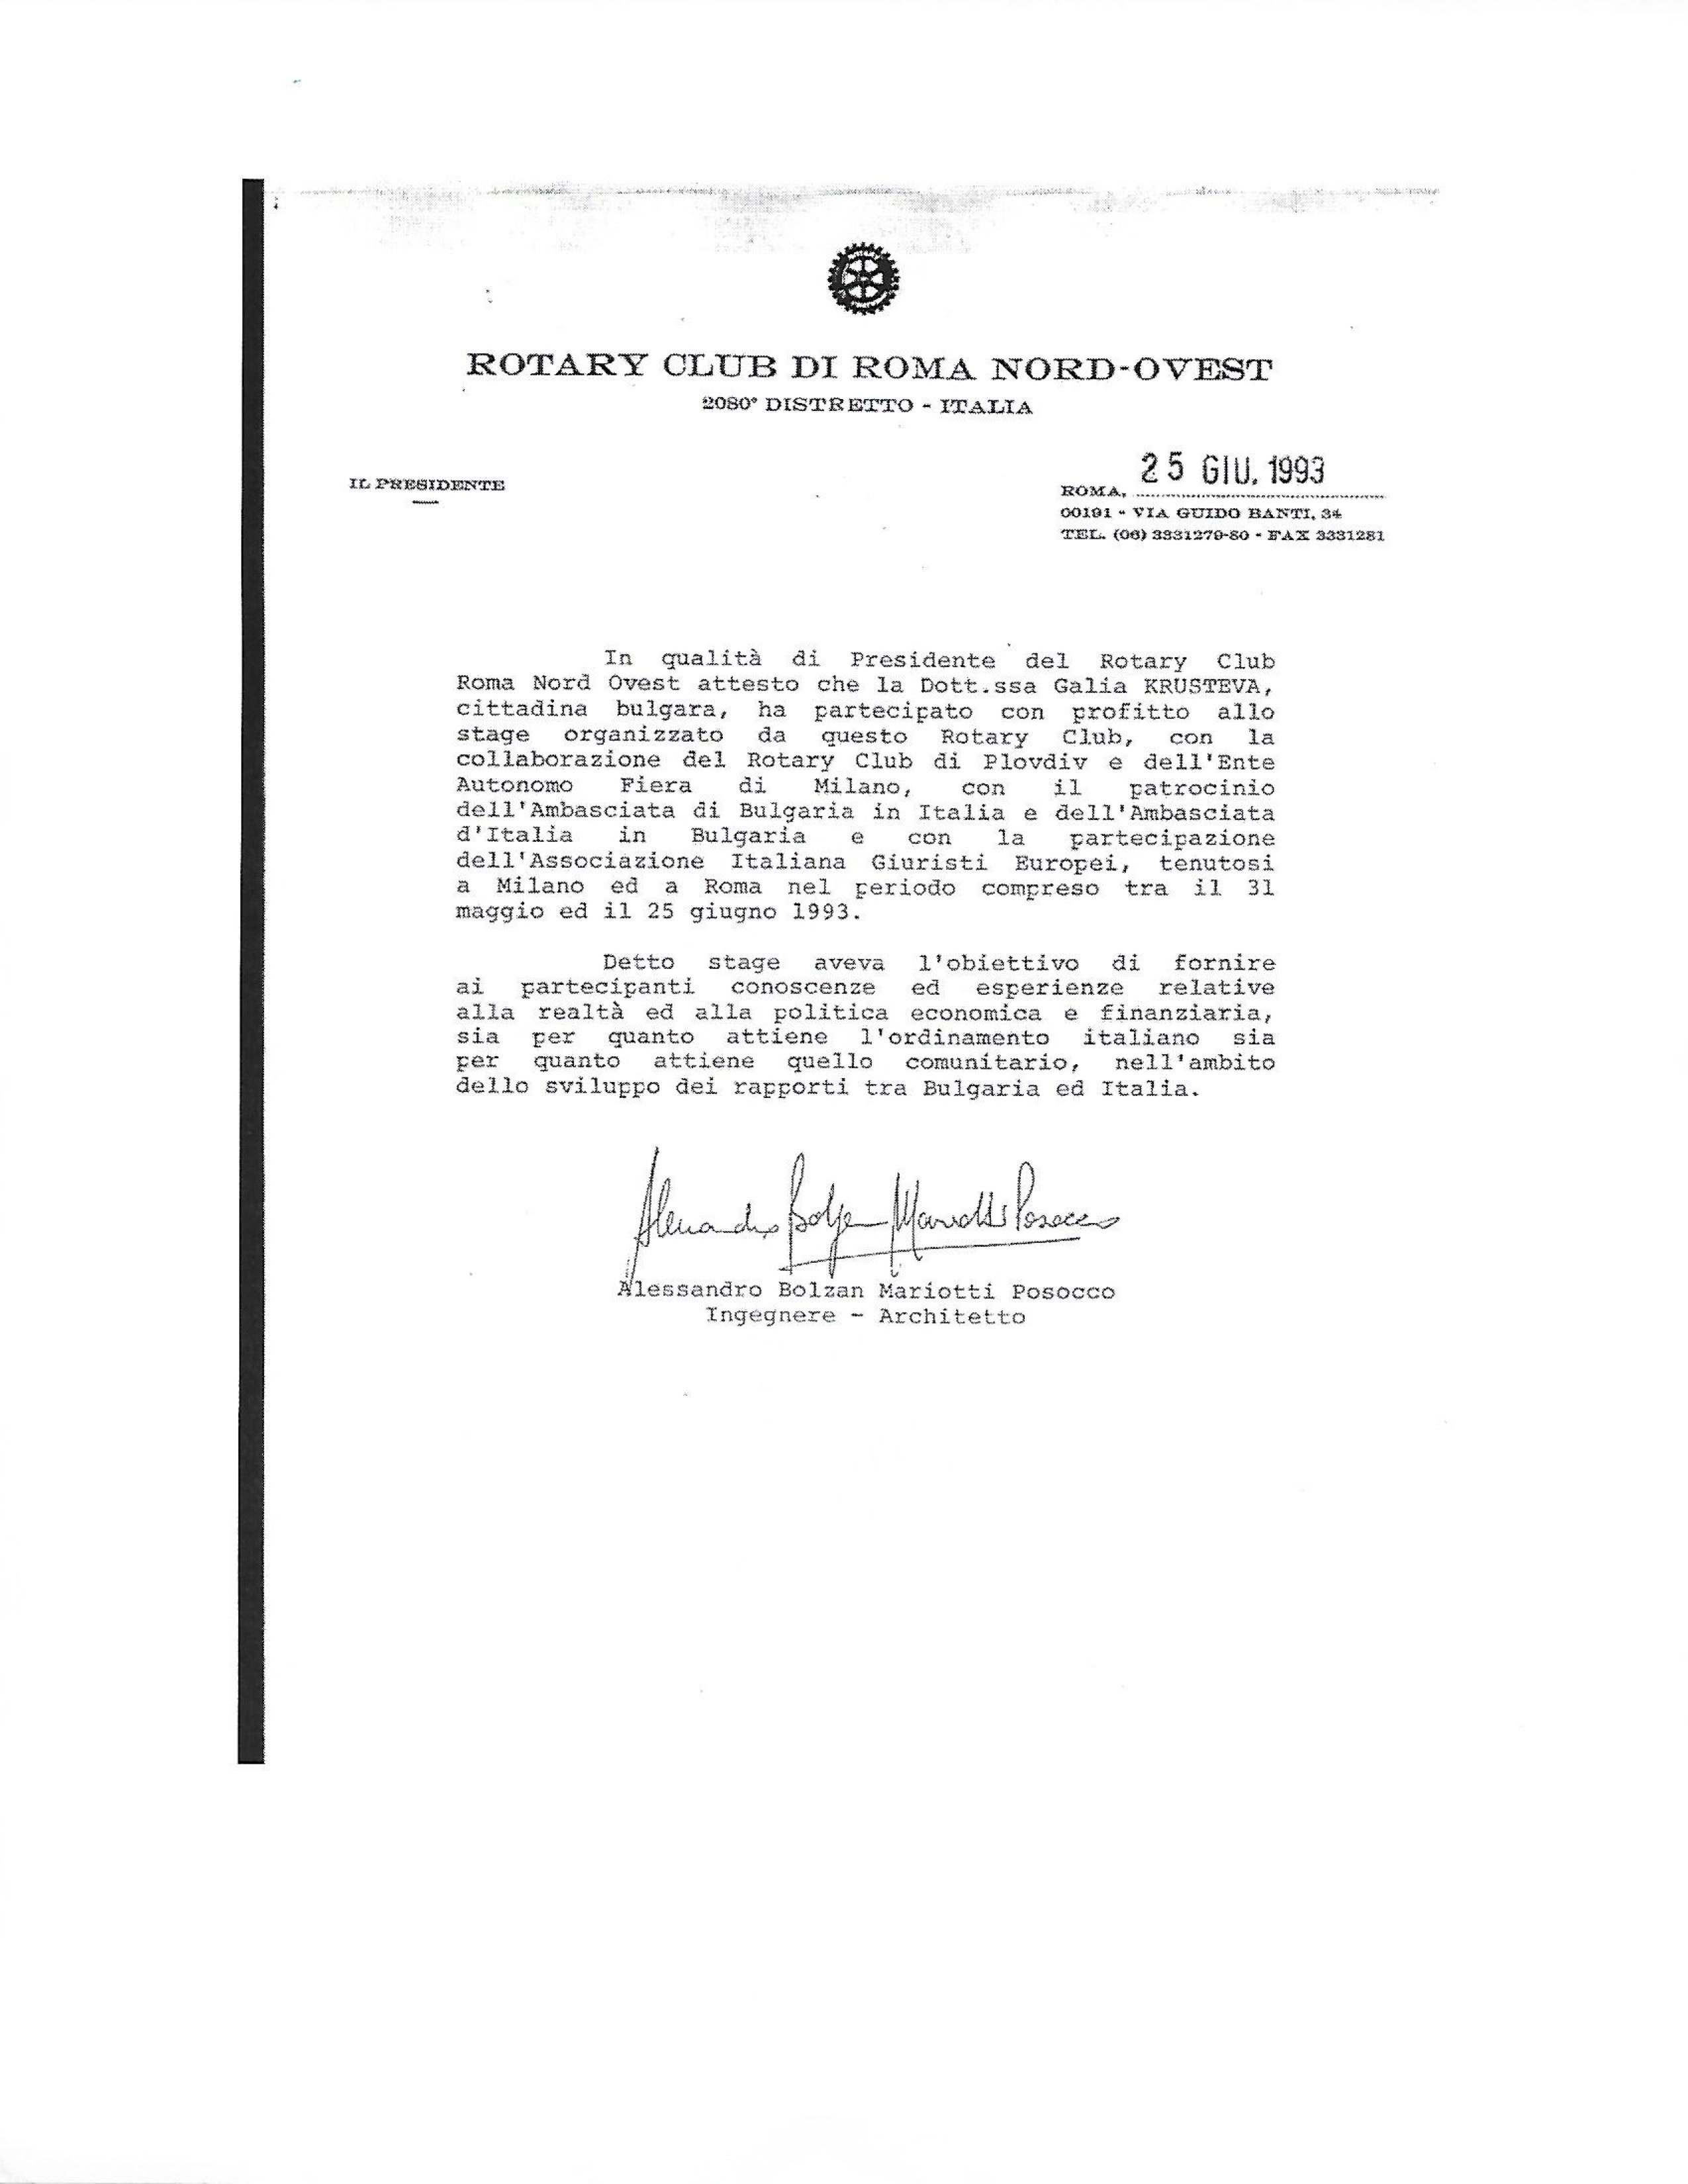 ROTARY CLUB DI ROMA NORD-OVEST
2080° DISTRETTO - ITALIA
IL PRESIDENTE
25 GIU. 1993
ROMA,
00191 - VIA GUIDO BANTI, 34
TEL. (06) 3331279-80 - FAX 3331281
In qualità di Presidente del Rotary Club
Roma Nord Ovest attesto che la Dott.ssa Galia KRUSTEVA,
cittadina bulgara, ha partecipato con profitto allo
stage organizzato da questo Rotary Club, con la
collaborazione del Rotary Club di Plovdiv e dell'Ente
Autonomo Fiera di Milano, con il patrocinio
dell'Ambasciata di Bulgaria in Italia e dell'Ambasciata
d'Italia in Bulgaria e con la partecipazione
dell'Associazione Italiana Giuristi Europei, tenutosi
a Milano ed a Roma nel periodo compreso tra il 31
maggio ed il 25 giugno 1993.
Detto stage aveva l'obiettivo di fornire
ai partecipanti conoscenze ed esperienze relative
alla realtà ed alla politica economica e finanziaria,
sia per quanto attiene l'ordinamento italiano sia
per quanto attiene quello comunitario, nell'ambito
dello sviluppo dei rapporti tra Bulgaria ed Italia.
Alessandro Bolzan Mariotti Posocco
Alessandro Bolzan Mariotti Posocco
Ingegnere - Architetto